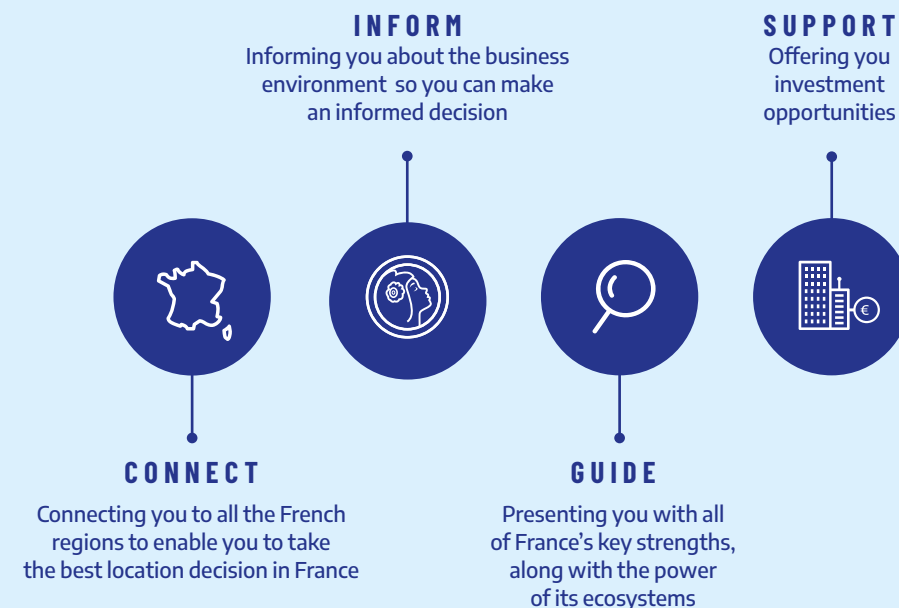 INFORM
Informing you about the business
environment so you can make
an informed decision
SUPPORT
Offering you
investment
opportunities
€
CONNECT
Connecting you to all the French
regions to enable you to take
the best location decision in France
GUIDE
Presenting you with all
of France’s key strengths,
along with the power
of its ecosystems